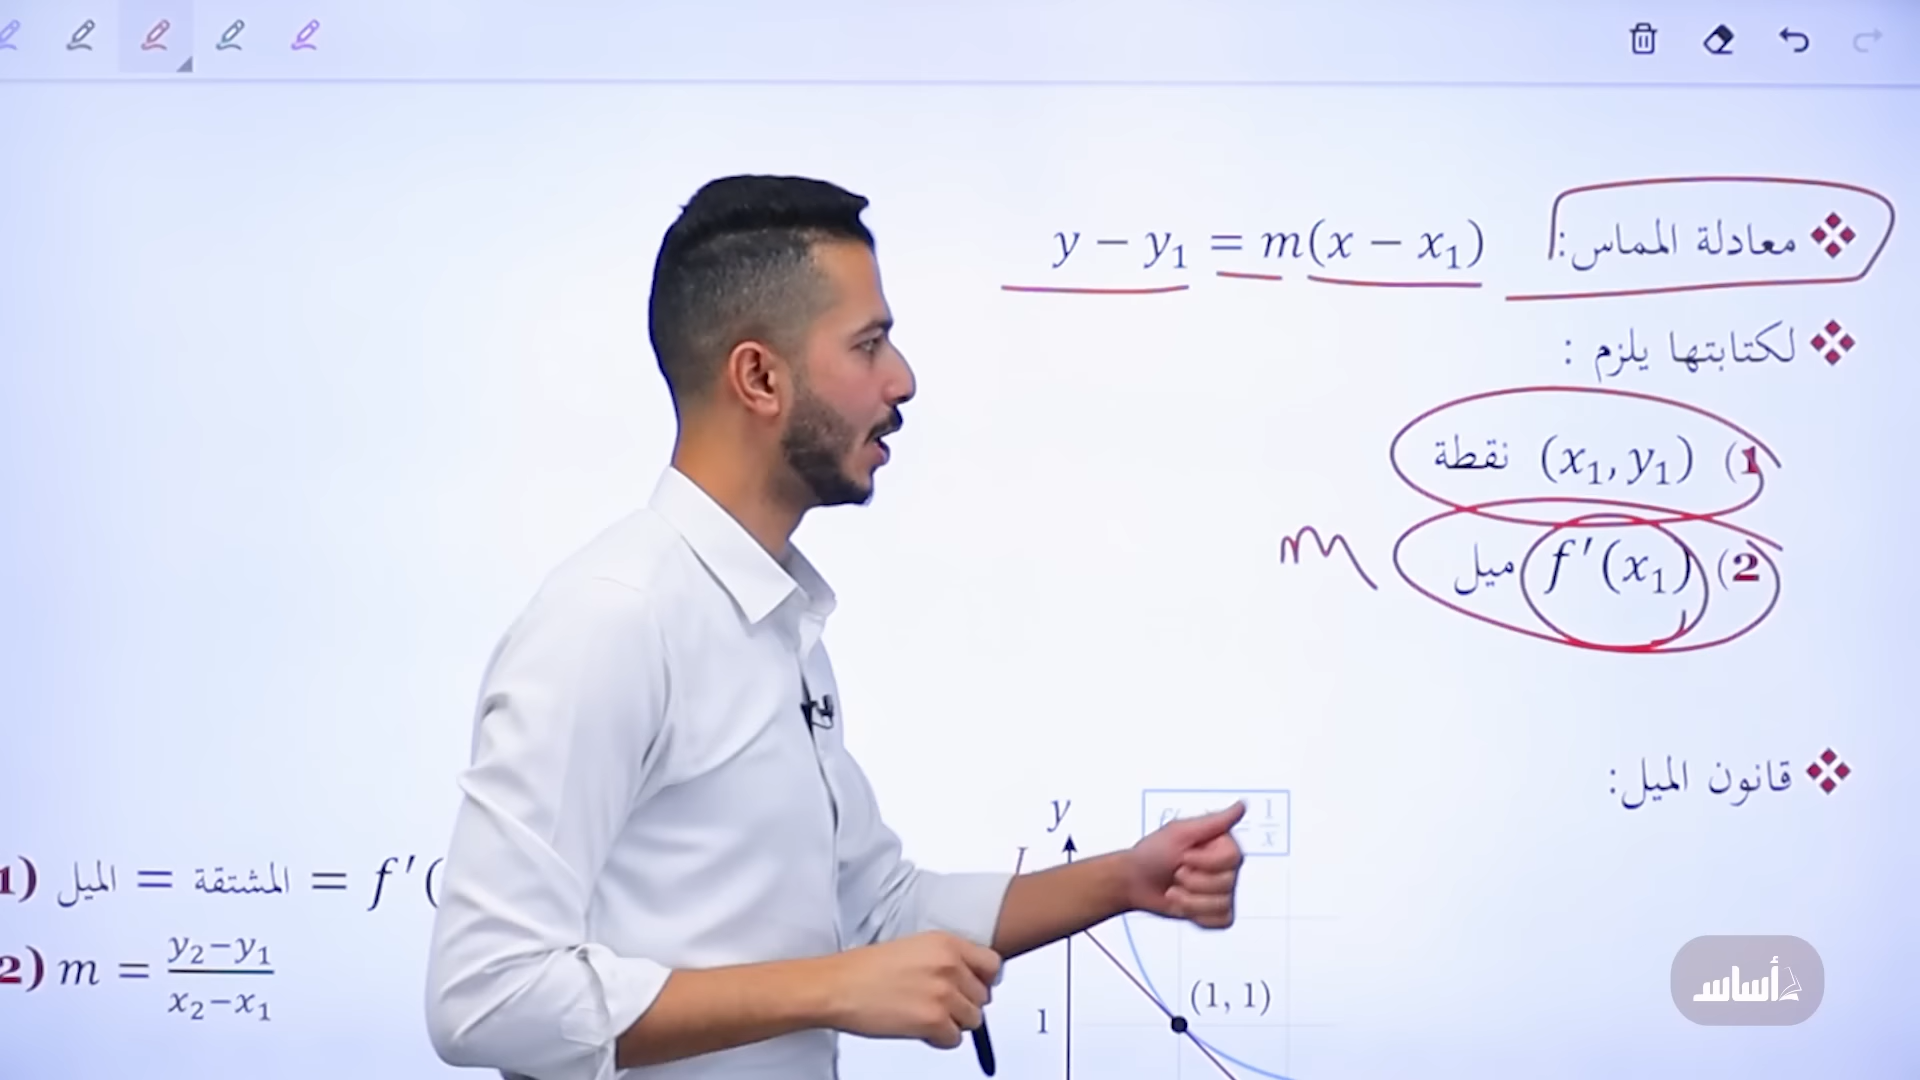 معادلة المماس: y − y₁ = m(x − x₁)
لكتابتها يلزم :
1) (x₁, y₁) نقطة
2) f′(x₁) ميل m
قانون الميل:
1) الميل = المشتقة = f′(
2) m = (y₂−y₁)/(x₂−x₁)
y
1/x
(1, 1)
1
أساس